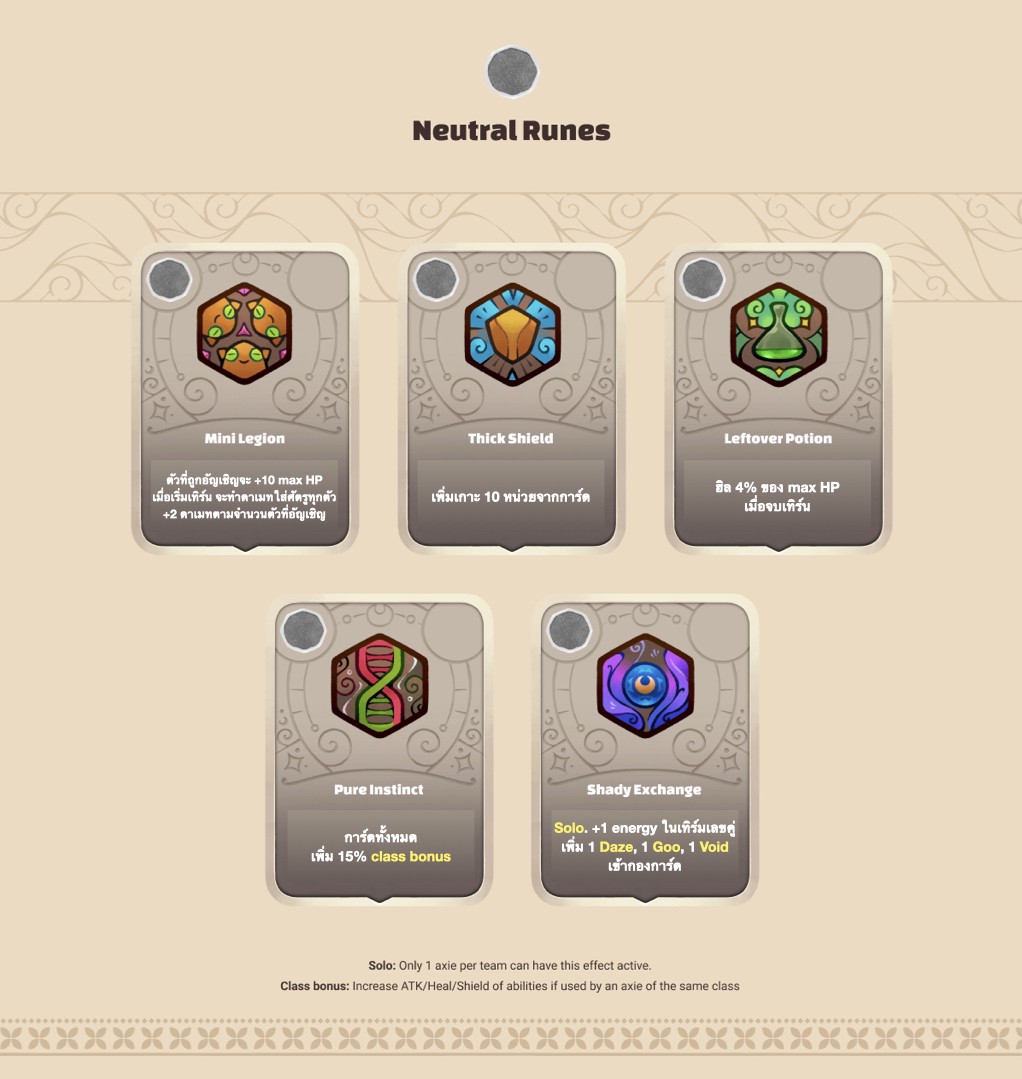 Neutral Runes
Mini Legion
ตัวที่ถูกอัญเชิญจะ +10 max HP
เมื่อเริ่มเทิร์น จะทำดาเมทใส่ศัตรูทุกตัว
+2 ดาเมทตามจำนวนตัวที่อัญเชิญ
Thick Shield
เพิ่มเกาะ 10 หน่วยจากการ์ด
Leftover Potion
ฮิล 4% ของ max HP
เมื่อจบเทิร์น
Pure Instinct
การ์ดทั้งหมด
เพิ่ม 15% class bonus
Shady Exchange
Solo. +1 energy ในเทิร์มเลขคู่
เพิ่ม 1 Daze, 1 Goo, 1 Void
เข้ากองการ์ด
Solo: Only 1 axie per team can have this effect active.
Class bonus: Increase ATK/Heal/Shield of abilities if used by an axie of the same class